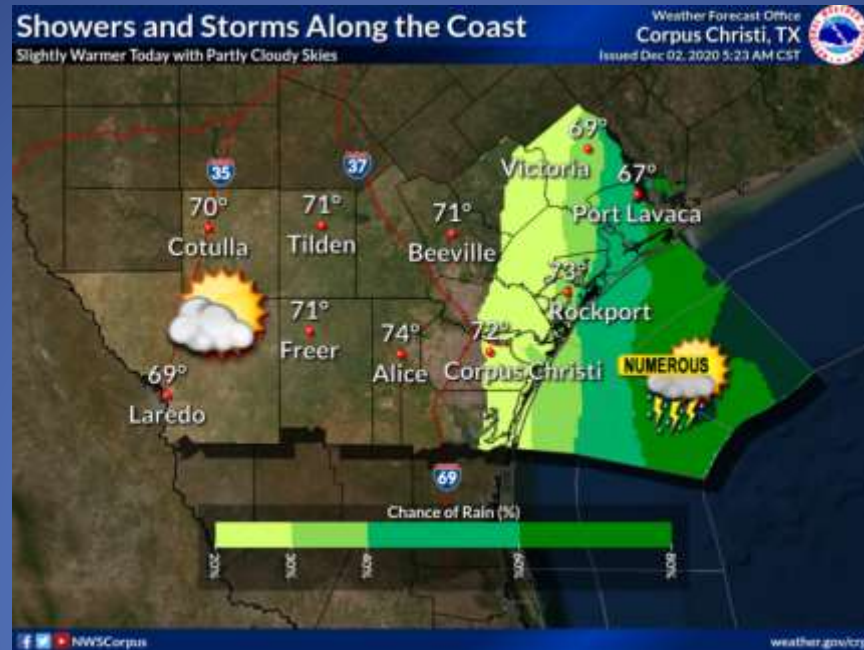 Showers and Storms Along the Coast
Slightly Warmer Today with Partly Cloudy Skies
Weather Forecast Office
Corpus Christi, TX
Issued Dec 02, 2020 5:23 AM CST
69°
Victoria
35
37
67°
Port Lavaca
70°
Cotulla
71°
Tilden
71°
Beeville
73°
Rockport
71°
Freer
74°
Alice
72°
Corpus Christi
NUMEROUS
69°
Laredo
69
Chance of Rain (%)
20% 30% 40% 60% 80%
NWSCorpus
weather.gov/crp